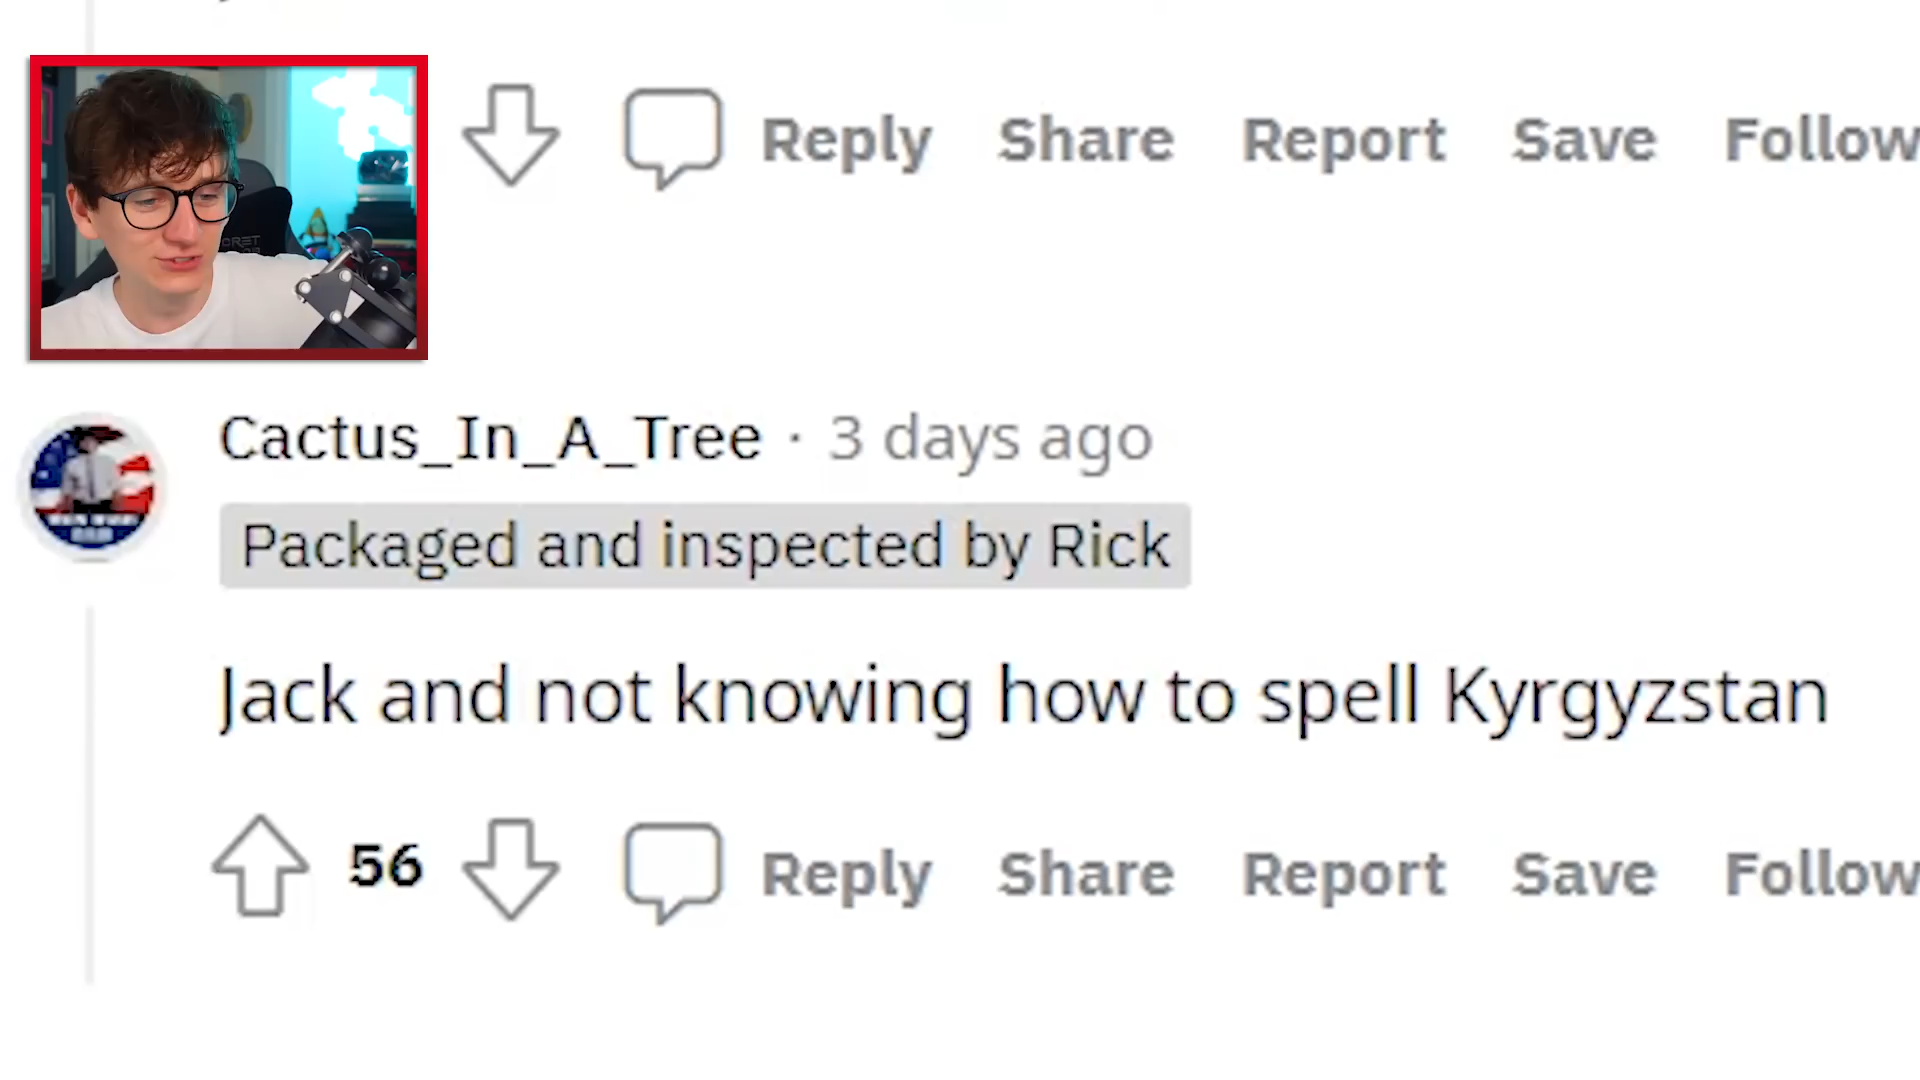 Reply Share Report Save Follow
Cactus_In_A_Tree · 3 days ago
Packaged and inspected by Rick
Jack and not knowing how to spell Kyrgyzstan
56 Reply Share Report Save Follow